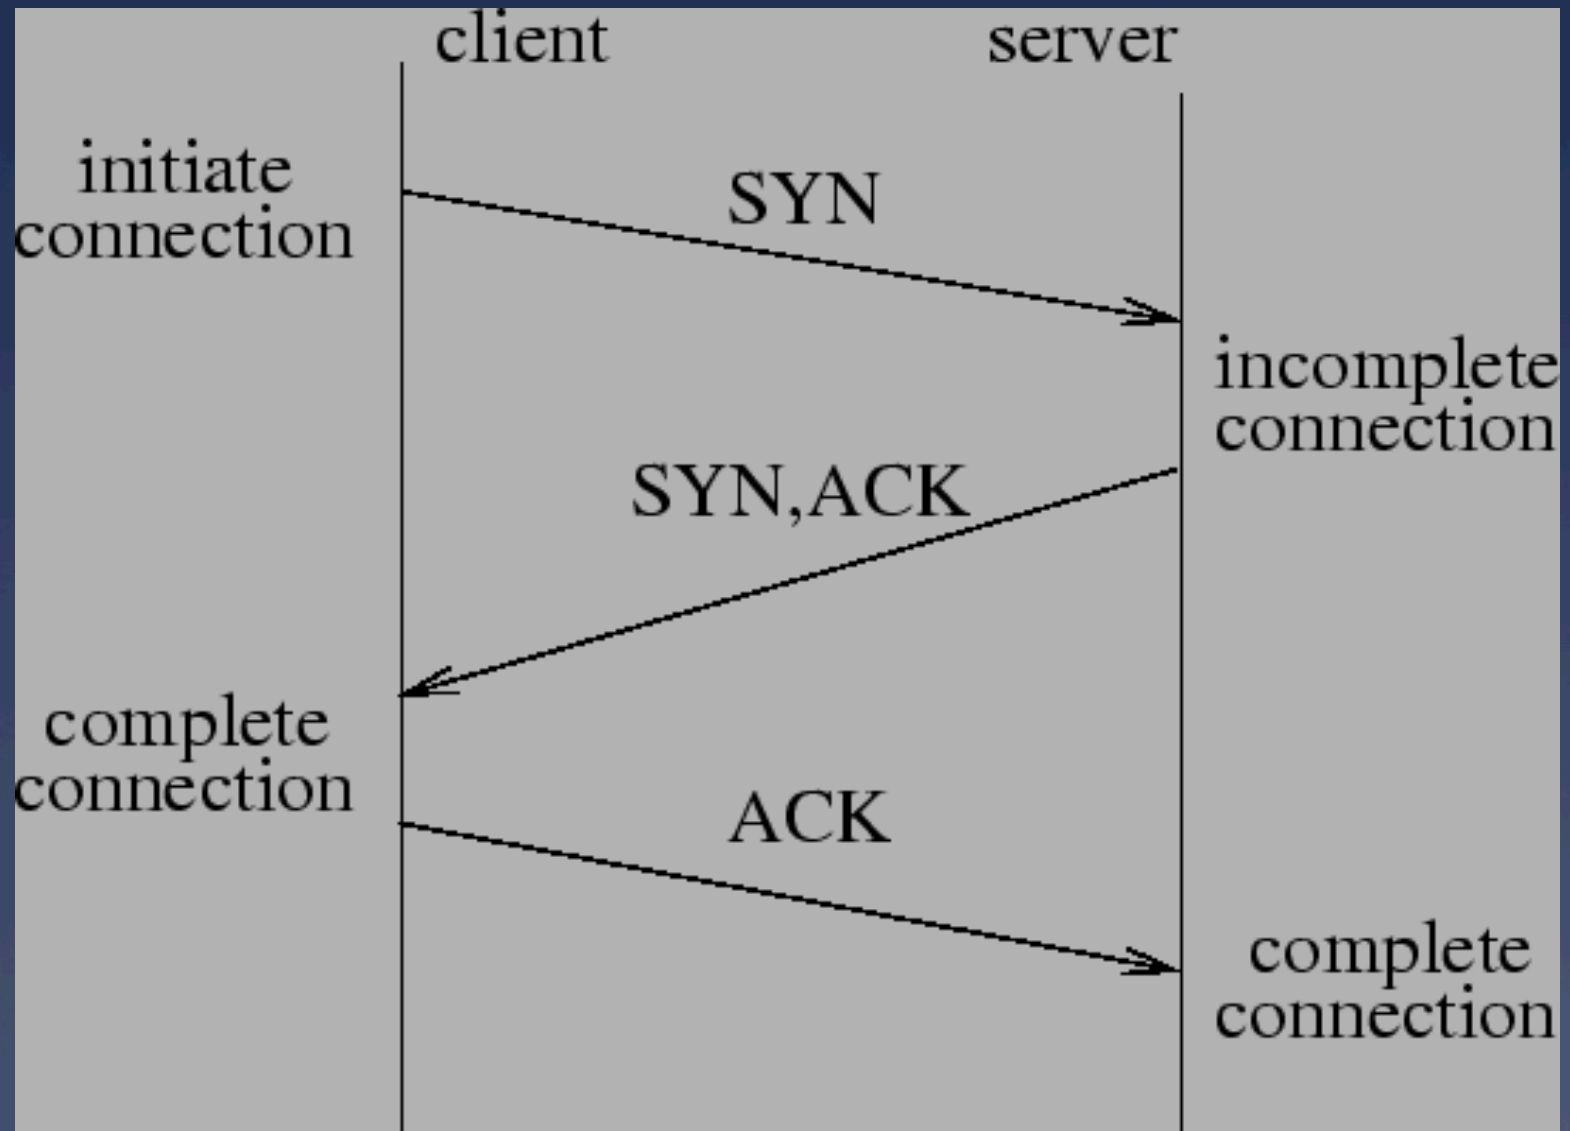 client
server
initiate
connection
SYN
incomplete
connection
SYN,ACK
complete
connection
ACK
complete
connection